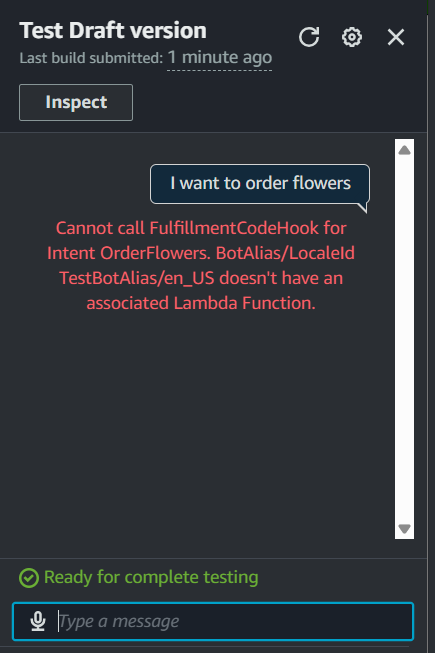 Test Draft version
Last build submitted: 1 minute ago
Inspect
I want to order flowers
Cannot call FulfillmentCodeHook for
Intent OrderFlowers. BotAlias/LocaleId
TestBotAlias/en_US doesn't have an
associated Lambda Function.
Ready for complete testing
Type a message